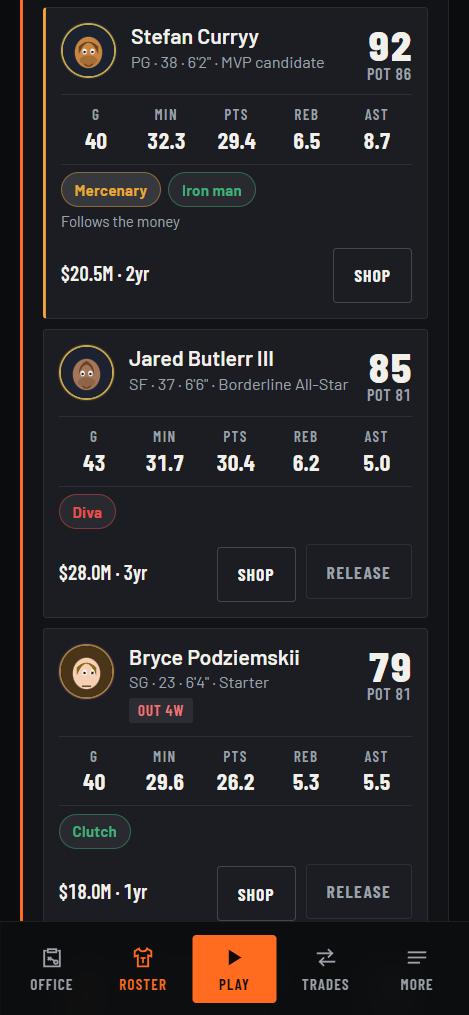 Stefan Curryy
92
PG · 38 · 6'2" · MVP candidate
POT 86
G MIN PTS REB AST
40 32.3 29.4 6.5 8.7
Mercenary Iron man
Follows the money
$20.5M · 2yr SHOP
Jared Butlerr III
85
SF · 37 · 6'6" · Borderline All-Star
POT 81
G MIN PTS REB AST
43 31.7 30.4 6.2 5.0
Diva
$28.0M · 3yr SHOP RELEASE
Bryce Podziemskii
79
SG · 23 · 6'4" · Starter
POT 81
OUT 4W
G MIN PTS REB AST
40 29.6 26.2 5.3 5.5
Clutch
$18.0M · 1yr SHOP RELEASE
OFFICE ROSTER PLAY TRADES MORE